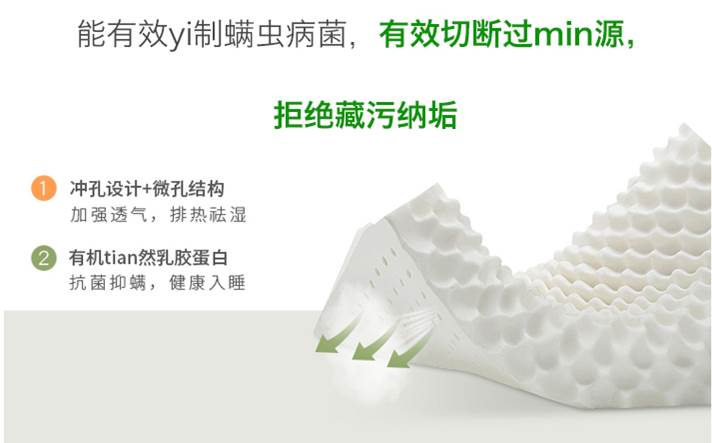 能有效yi制螨虫病菌，有效切断过min源，
拒绝藏污纳垢
1 冲孔设计+微孔结构
加强透气，排热祛湿
2 有机tian然乳胶蛋白
抗菌抑螨，健康入睡